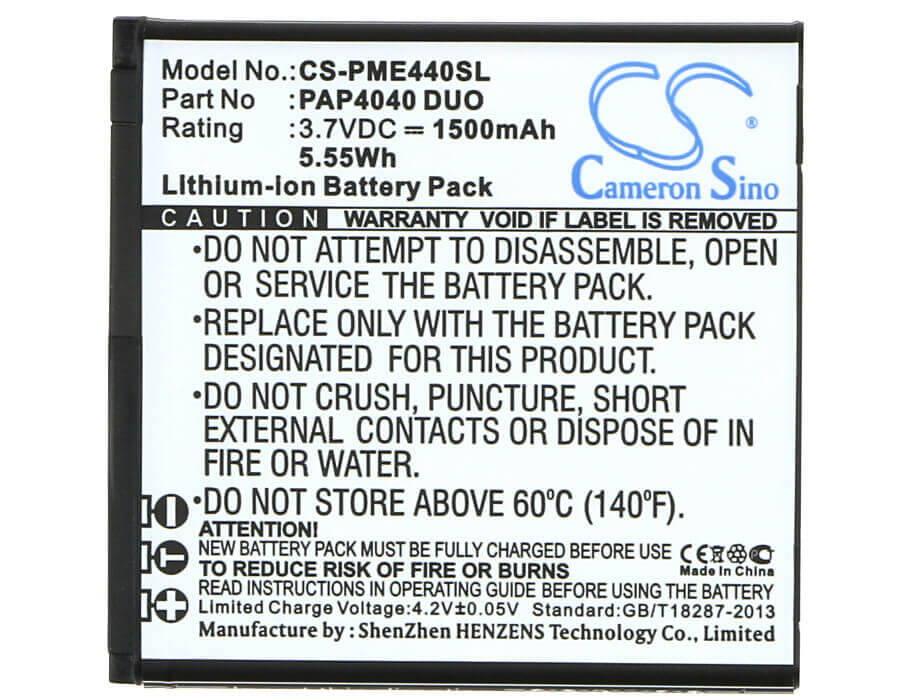 Model No.: CS-PME440SL
Part No : PAP4040 DUO
Rating : 3.7VDC ⎓ 1500mAh
5.55Wh
Lithium-ion Battery Pack
CS
®
Cameron Sino
CAUTION WARRANTY VOID IF LABEL IS REMOVED
•DO NOT ATTEMPT TO DISASSEMBLE, OPEN
OR SERVICE THE BATTERY PACK.
•REPLACE ONLY WITH THE BATTERY PACK
DESIGNATED FOR THIS PRODUCT.
•DO NOT CRUSH, PUNCTURE, SHORT
EXTERNAL CONTACTS OR DISPOSE OF IN
FIRE OR WATER.
•DO NOT STORE ABOVE 60°C (140°F).
ATTENTION!
NEW BATTERY PACK MUST BE FULLY CHARGED BEFORE USE
TO REDUCE RISK OF FIRE OR BURNS
CE
Made in China
READ INSTRUCTIONS IN OPERATING GUIDE BEFORE USING THE BATTERY
Limited Charge Voltage:4.2V±0.05V Standard:GB/T18287-2013
Manufacture by : ShenZhen HENZENS Technology Co., Limited